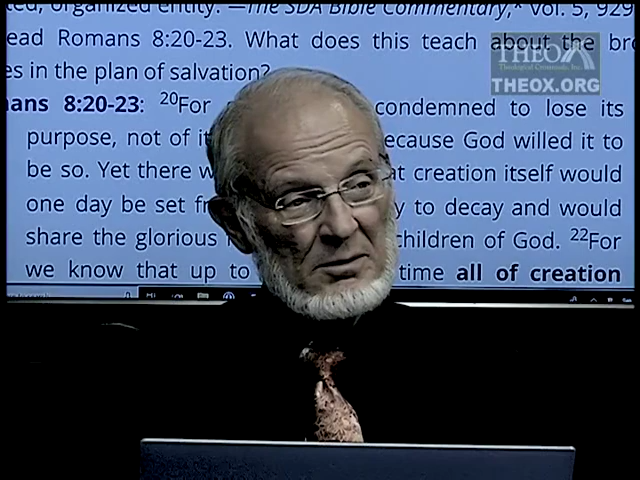 ted, organized entity. —The SDA Bible Commentary,* vol. 5, 929
ead Romans 8:20-23. What does this teach about the bro
es in the plan of salvation?
THEO
THEOX.ORG
ans 8:20-23: 20For condemned to lose its
purpose, not of it ecause God willed it to
be so. Yet there w at creation itself would
one day be set fr y to decay and would
share the glorious children of God. 22For
we know that up to time all of creation